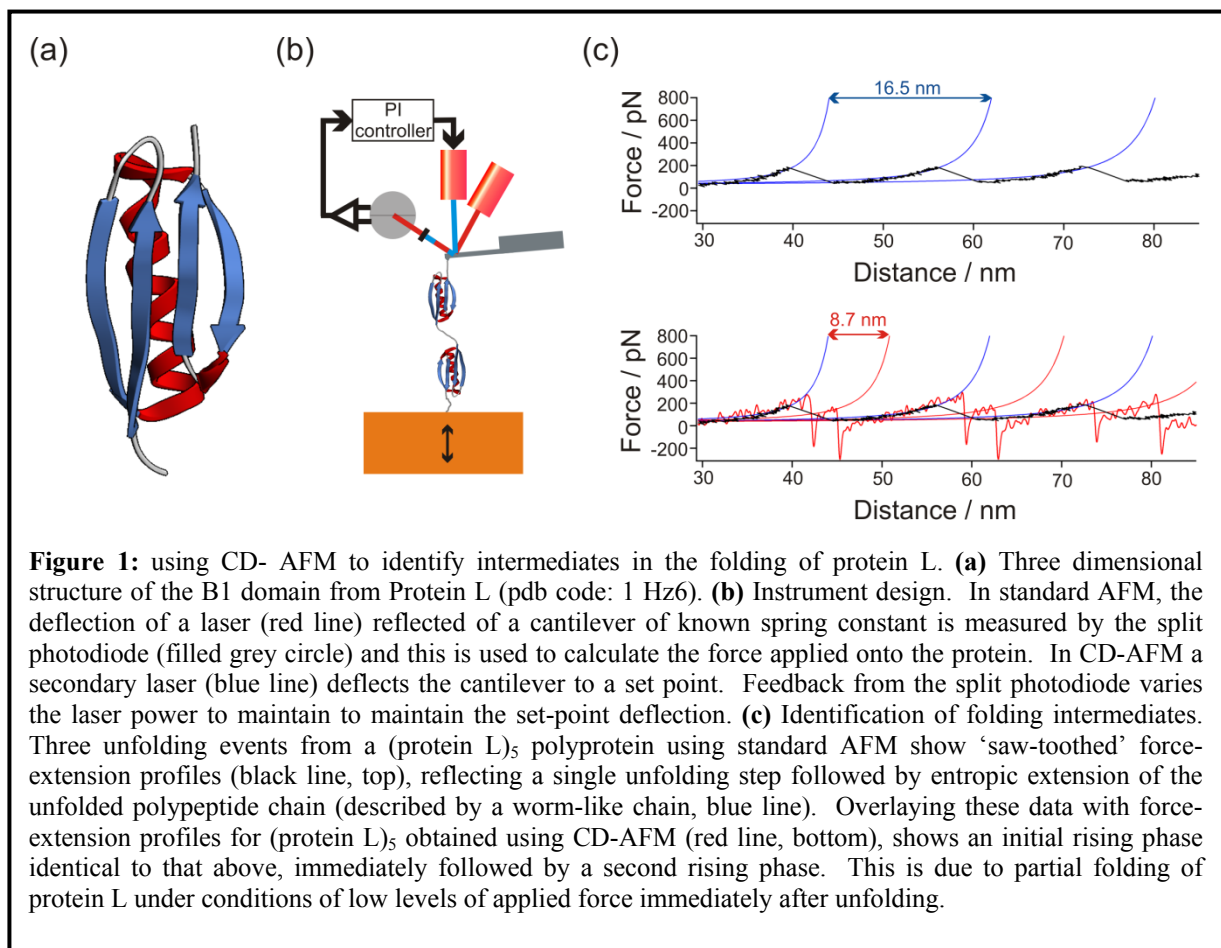 (a)
(b)
(c)
PI
controller
16.5 nm
800
600
400
200
0
-200
Force / pN
30 40 50 60 70 80
Distance / nm
8.7 nm
800
600
400
200
0
-200
Force / pN
30 40 50 60 70 80
Distance / nm
Figure 1: using CD- AFM to identify intermediates in the folding of protein L. (a) Three dimensional
structure of the B1 domain from Protein L (pdb code: 1 Hz6). (b) Instrument design. In standard AFM, the
deflection of a laser (red line) reflected of a cantilever of known spring constant is measured by the split
photodiode (filled grey circle) and this is used to calculate the force applied onto the protein. In CD-AFM a
secondary laser (blue line) deflects the cantilever to a set point. Feedback from the split photodiode varies
the laser power to maintain to maintain the set-point deflection. (c) Identification of folding intermediates.
Three unfolding events from a (protein L)5 polyprotein using standard AFM show ‘saw-toothed’ force-
extension profiles (black line, top), reflecting a single unfolding step followed by entropic extension of the
unfolded polypeptide chain (described by a worm-like chain, blue line). Overlaying these data with force-
extension profiles for (protein L)5 obtained using CD-AFM (red line, bottom), shows an initial rising phase
identical to that above, immediately followed by a second rising phase. This is due to partial folding of
protein L under conditions of low levels of applied force immediately after unfolding.